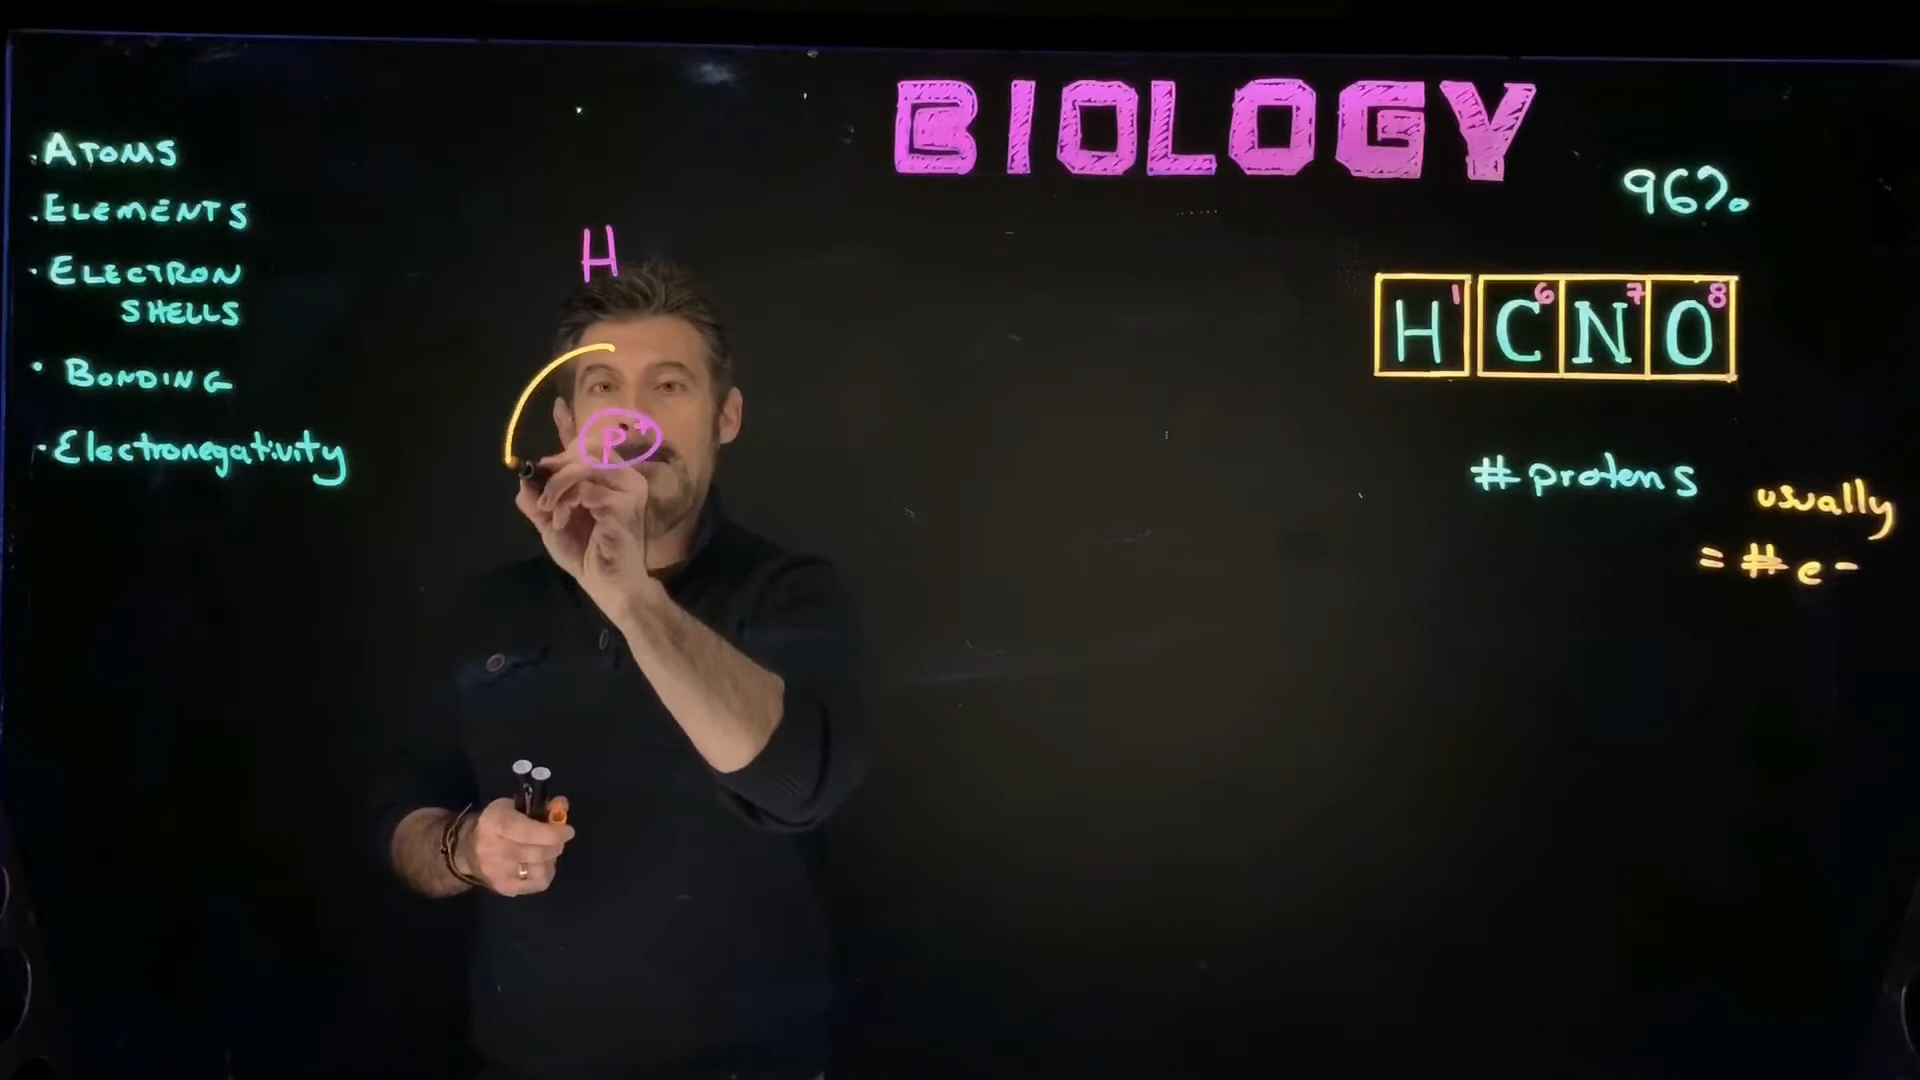 BIOLOGY
. ATOMS
. ELEMENTS
· ELECTRON
SHELLS
· BONDING
· Electronegativity
H
P+
96%
H 1 C 6 N 7 O 8
# protons
usually
= # e-